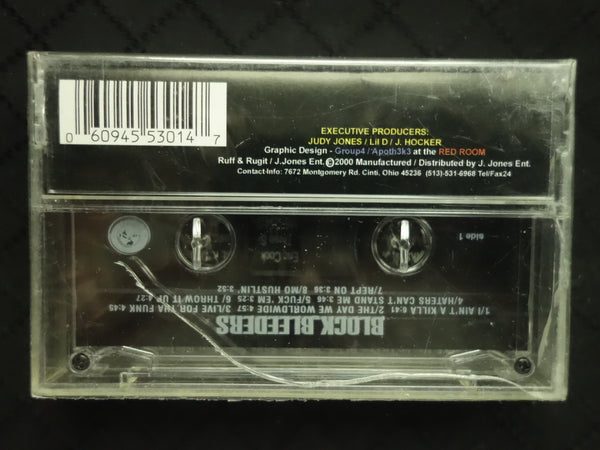 0 60945 53014 7
EXECUTIVE PRODUCERS:
JUDY JONES / Lil D / J. HOCKER
Graphic Design - Group4 / Apoth3k3 at the RED ROOM
Ruff & Rugit / J.Jones Ent. ©2000 Manufactured / Distributed by J. Jones Ent.
Contact-Info: 7672 Montgomery Rd. Cinti, Ohio 45236 (513)-531-6968 Tel/Fax24
side 1
BLOCK BLEEDERS
1/I AIN'T A KILLA 6:41 2/THE DAY WE WORLDWIDE 4:57 3/LIVE FOR THA FUNK 4:45
4/HATERS CAN'T STAND ME 3:46 5/FUCK 'EM 5:25 6/ THROW IT UP 4:27
7/REPT ON 3:36 8/MO HUSTLIN' 3:52